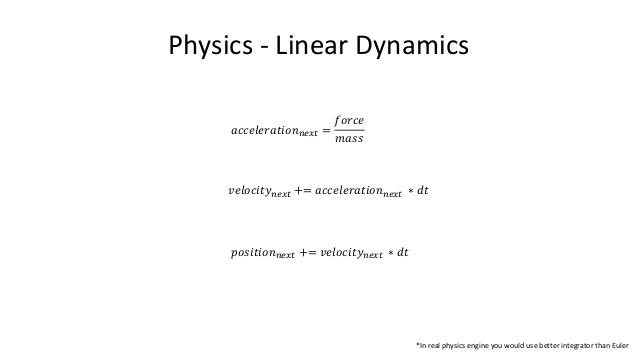 Physics - Linear Dynamics
acceleration_next = force/mass
velocity_next += acceleration_next * dt
position_next += velocity_next * dt
*In real physics engine you would use better integrator than Euler